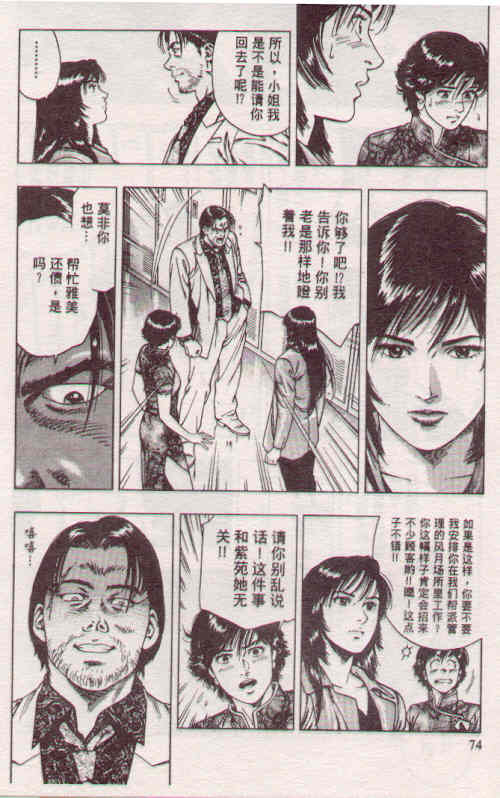 所以，小姐我
是不是能请你
回去了呢!?
………
你够了吧!?我
告诉你！你别
老是那样地瞪
着我!!
莫非你
也想…
帮忙雅美
还债，是
吗？
如果是这样，你要不要
我安排你在我们帮派管
理的风月场所里工作？
你这幅样子肯定会招来
不少顾客的!!嗯！这点
子不错!!
请你别乱说
话！这件事
和紫苑她无
关!!
嘻嘻…
74